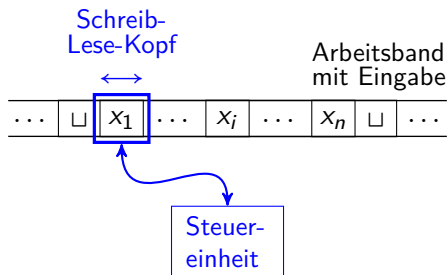 Schreib-
Lese-Kopf
Arbeitsband
mit Eingabe
··· ⊔ x₁ ··· xᵢ ··· xₙ ⊔ ···
Steuer-
einheit